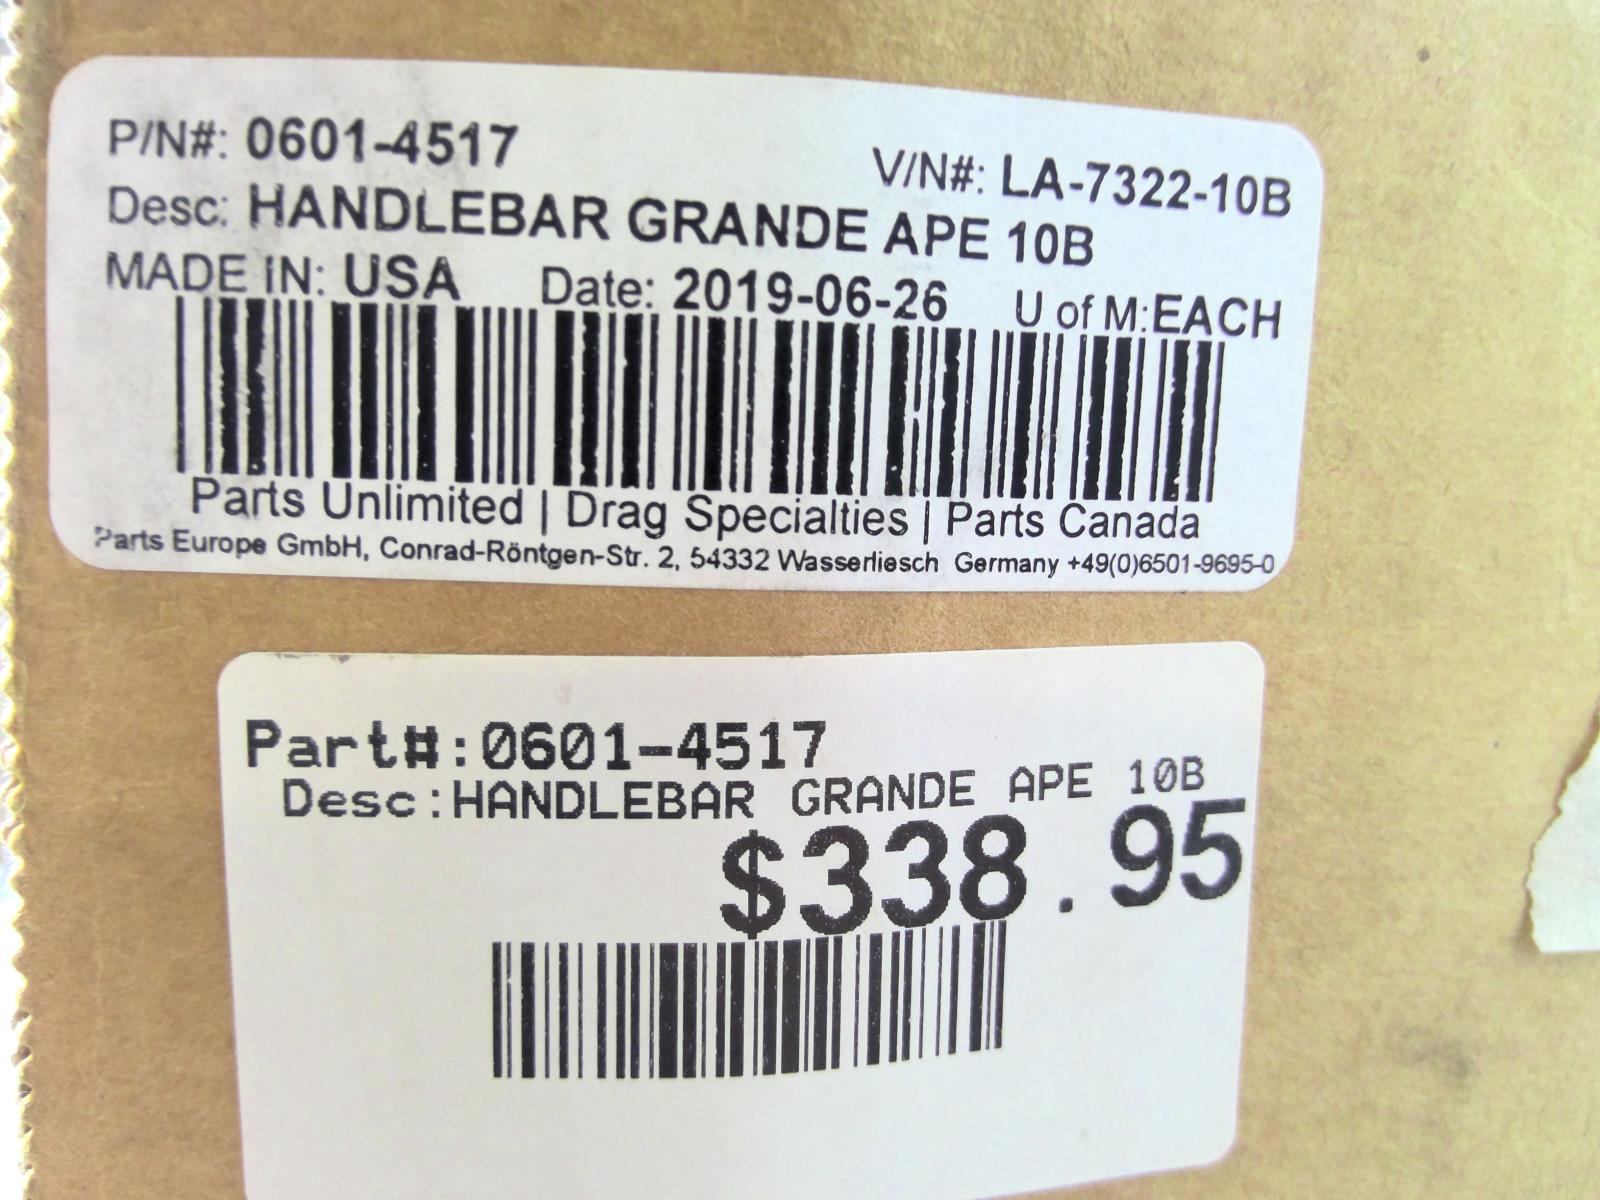 P/N#: 0601-4517 V/N#: LA-7322-10B
Desc: HANDLEBAR GRANDE APE 10B
MADE IN: USA Date: 2019-06-26 U of M:EACH
Parts Unlimited | Drag Specialties | Parts Canada
Parts Europe GmbH, Conrad-Röntgen-Str. 2, 54332 Wasserliesch Germany +49(0)6501-9695-0
Part#:0601-4517
Desc:HANDLEBAR GRANDE APE 10B
$338.95